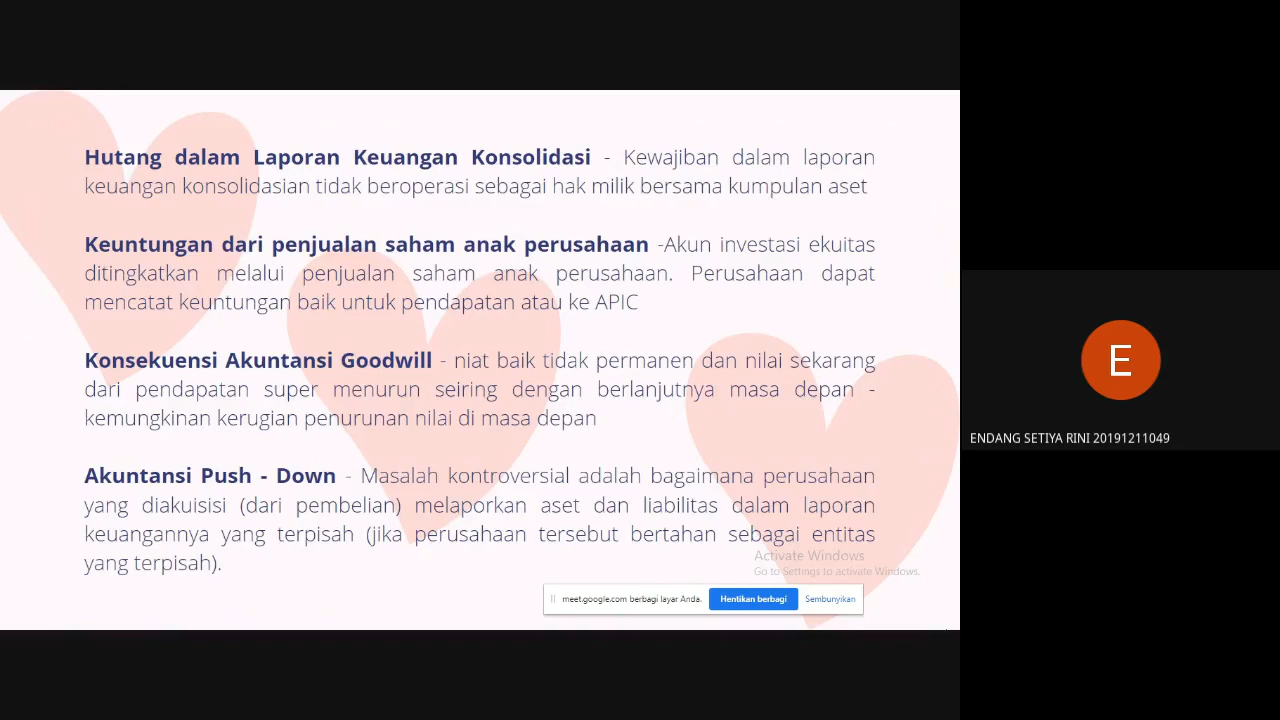 Hutang dalam Laporan Keuangan Konsolidasi - Kewajiban dalam laporan
keuangan konsolidasian tidak beroperasi sebagai hak milik bersama kumpulan aset
Keuntungan dari penjualan saham anak perusahaan -Akun investasi ekuitas
ditingkatkan melalui penjualan saham anak perusahaan. Perusahaan dapat
mencatat keuntungan baik untuk pendapatan atau ke APIC
Konsekuensi Akuntansi Goodwill - niat baik tidak permanen dan nilai sekarang
dari pendapatan super menurun seiring dengan berlanjutnya masa depan -
kemungkinan kerugian penurunan nilai di masa depan
Akuntansi Push - Down - Masalah kontroversial adalah bagaimana perusahaan
yang diakuisisi (dari pembelian) melaporkan aset dan liabilitas dalam laporan
keuangannya yang terpisah (jika perusahaan tersebut bertahan sebagai entitas
yang terpisah).
Activate Windows
Go to Settings to activate Windows.
meet.google.com berbagi layar Anda. Hentikan berbagi Sembunyikan
E
ENDANG SETIYA RINI 20191211049